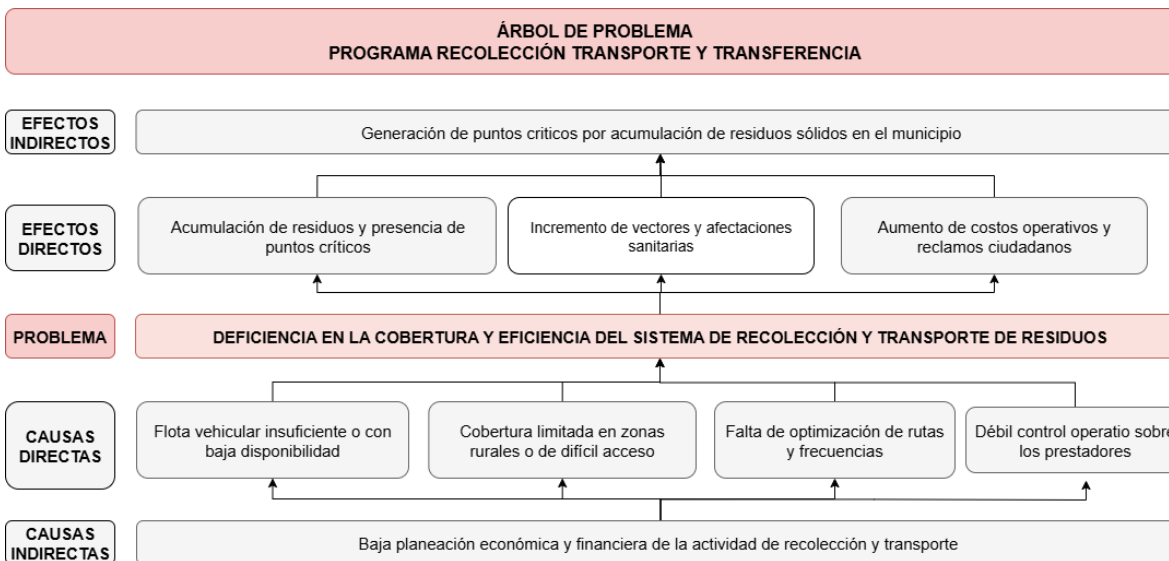 ÁRBOL DE PROBLEMA
PROGRAMA RECOLECCIÓN TRANSPORTE Y TRANSFERENCIA
EFECTOS
INDIRECTOS
Generación de puntos criticos por acumulación de residuos sólidos en el municipio
EFECTOS
DIRECTOS
Acumulación de residuos y presencia de
puntos críticos
Incremento de vectores y afectaciones
sanitarias
Aumento de costos operativos y
reclamos ciudadanos
PROBLEMA
DEFICIENCIA EN LA COBERTURA Y EFICIENCIA DEL SISTEMA DE RECOLECCIÓN Y TRANSPORTE DE RESIDUOS
CAUSAS
DIRECTAS
Flota vehicular insuficiente o con
baja disponibilidad
Cobertura limitada en zonas
rurales o de difícil acceso
Falta de optimización de rutas
y frecuencias
Débil control operatio sobre
los prestadores
CAUSAS
INDIRECTAS
Baja planeación económica y financiera de la actividad de recolección y transporte